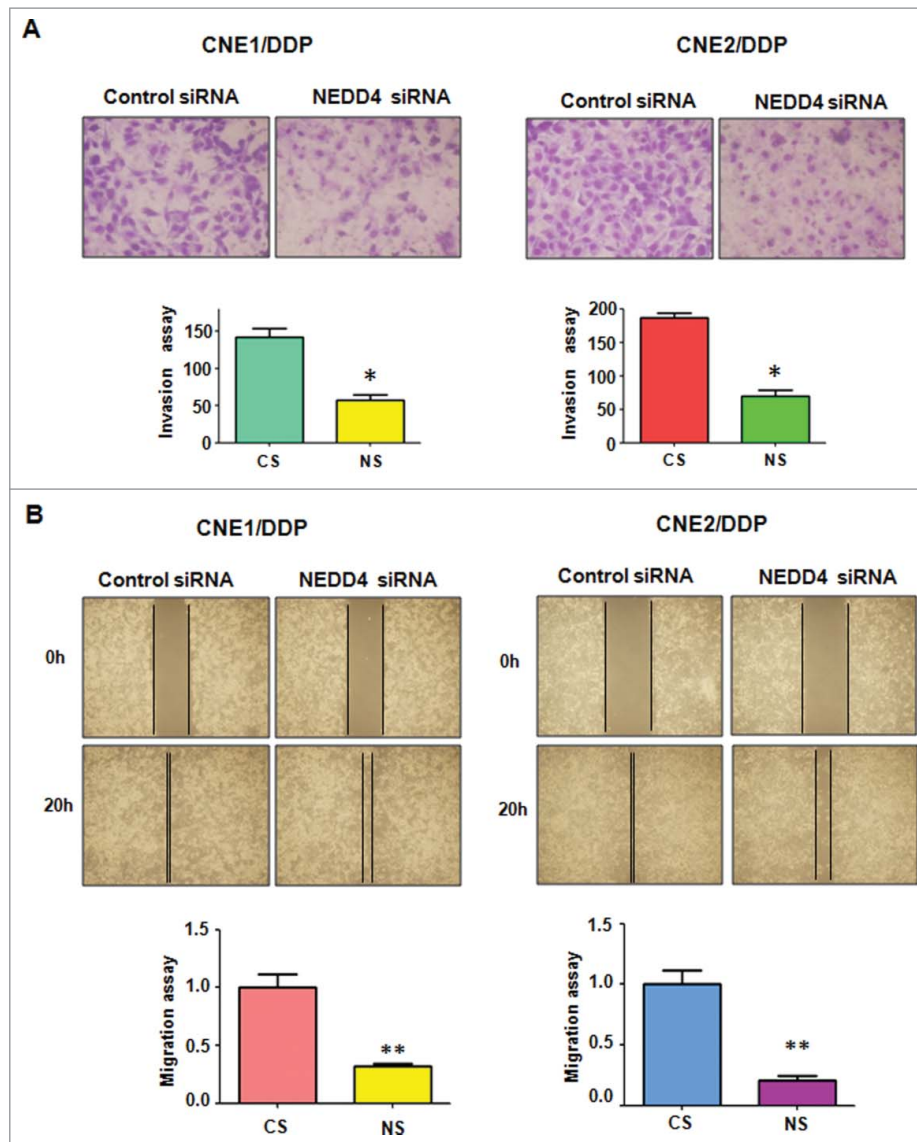 A
CNE1/DDP
CNE2/DDP
Control siRNA
NEDD4 siRNA
Control siRNA
NEDD4 siRNA
Invasion assay
150
100
50
0
*
CS
NS
Invasion assay
200
150
100
50
0
*
CS
NS
B
CNE1/DDP
CNE2/DDP
Control siRNA
NEDD4 siRNA
Control siRNA
NEDD4 siRNA
0h
0h
20h
20h
Migration assay
1.5
1.0
0.5
0.0
**
CS
NS
Migration assay
1.5
1.0
0.5
0.0
**
CS
NS